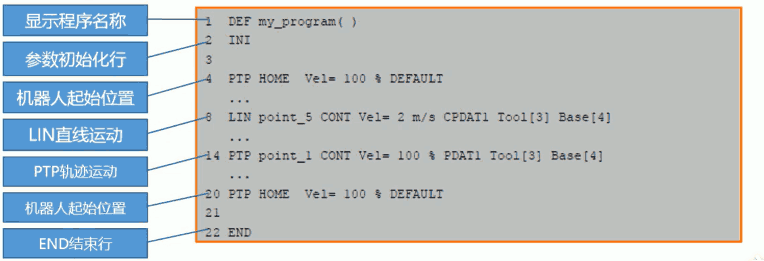 显示程序名称
参数初始化行
机器人起始位置
LIN直线运动
PTP轨迹运动
机器人起始位置
END结束行
1 DEF my_program( )
2 INI
3
4 PTP HOME Vel= 100 % DEFAULT
...
8 LIN point_5 CONT Vel= 2 m/s CPDAT1 Tool[3] Base[4]
...
14 PTP point_1 CONT Vel= 100 % PDAT1 Tool[3] Base[4]
...
20 PTP HOME Vel= 100 % DEFAULT
21
22 END